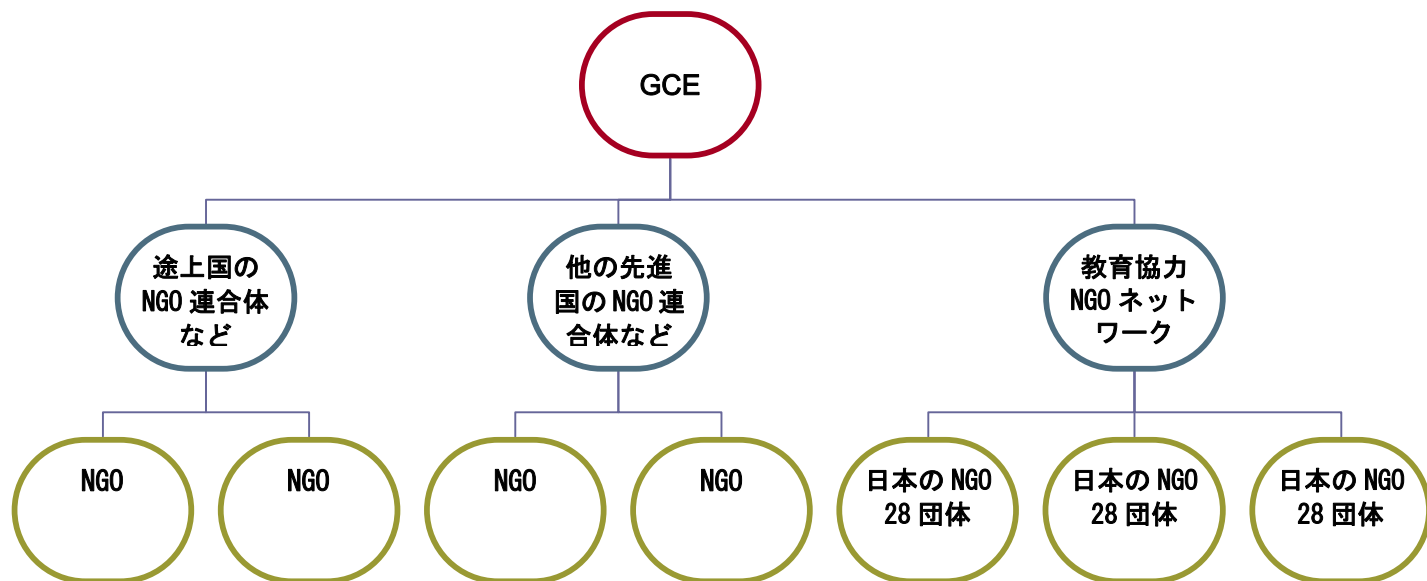 GCE
途上国の
NGO 連合体
など
他の先進
国の NGO 連
合体など
教育協力
NGO ネット
ワーク
NGO
NGO
NGO
NGO
日本の NGO
28 団体
日本の NGO
28 団体
日本の NGO
28 団体